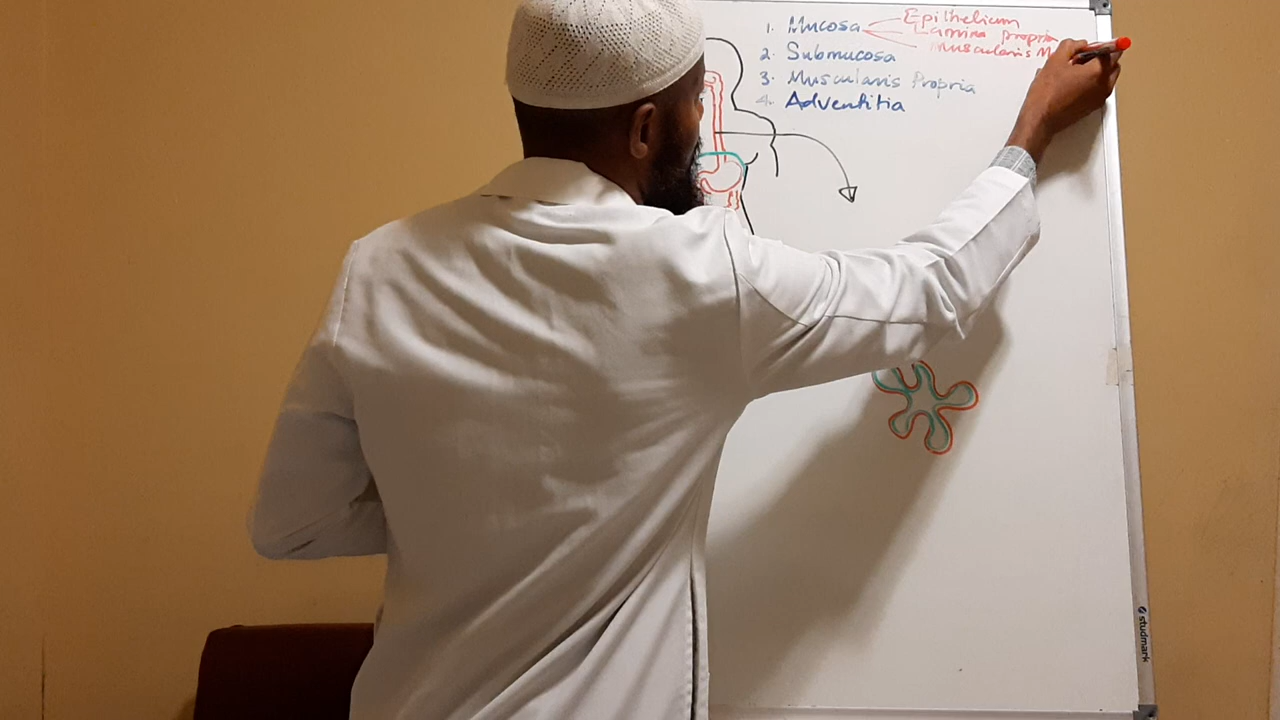 1. Mucosa
Epithelium
Lamina propria
Muscularis M
2. Submucosa
3. Muscularis Propria
4. Adventitia
studmark